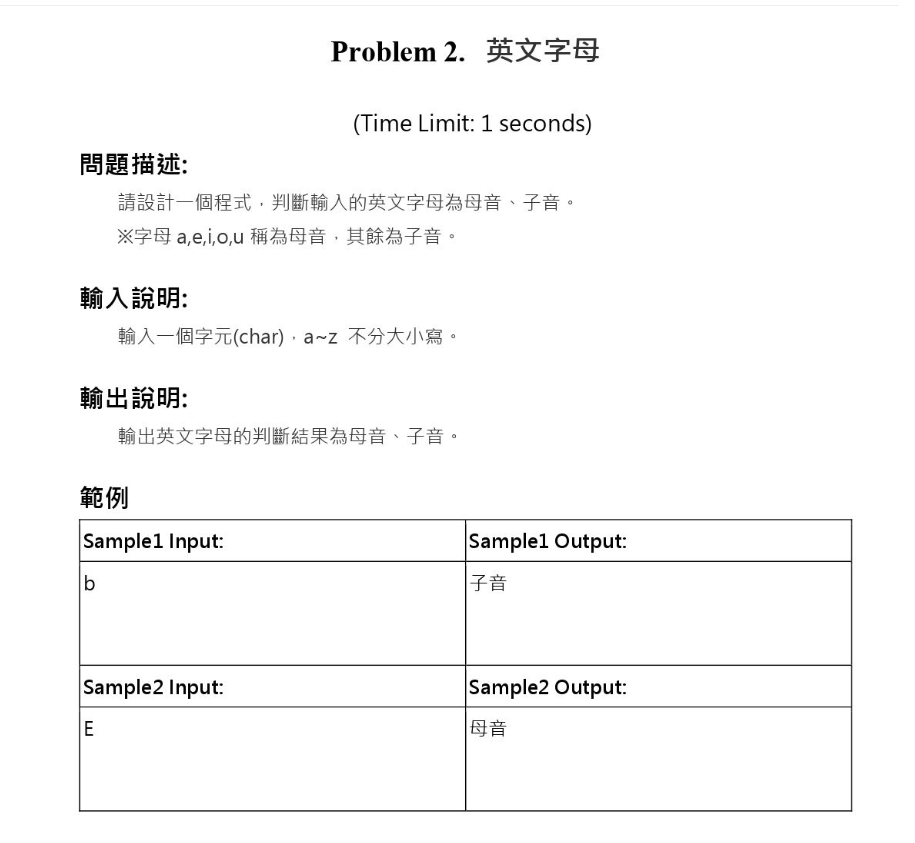 Problem 2. 英文字母
(Time Limit: 1 seconds)
問題描述:
請設計一個程式，判斷輸入的英文字母為母音、子音。
※字母 a,e,i,o,u 稱為母音，其餘為子音。
輸入說明:
輸入一個字元(char)，a~z 不分大小寫。
輸出說明:
輸出英文字母的判斷結果為母音、子音。
範例
Sample1 Input:
Sample1 Output:
b
子音
Sample2 Input:
Sample2 Output:
E
母音